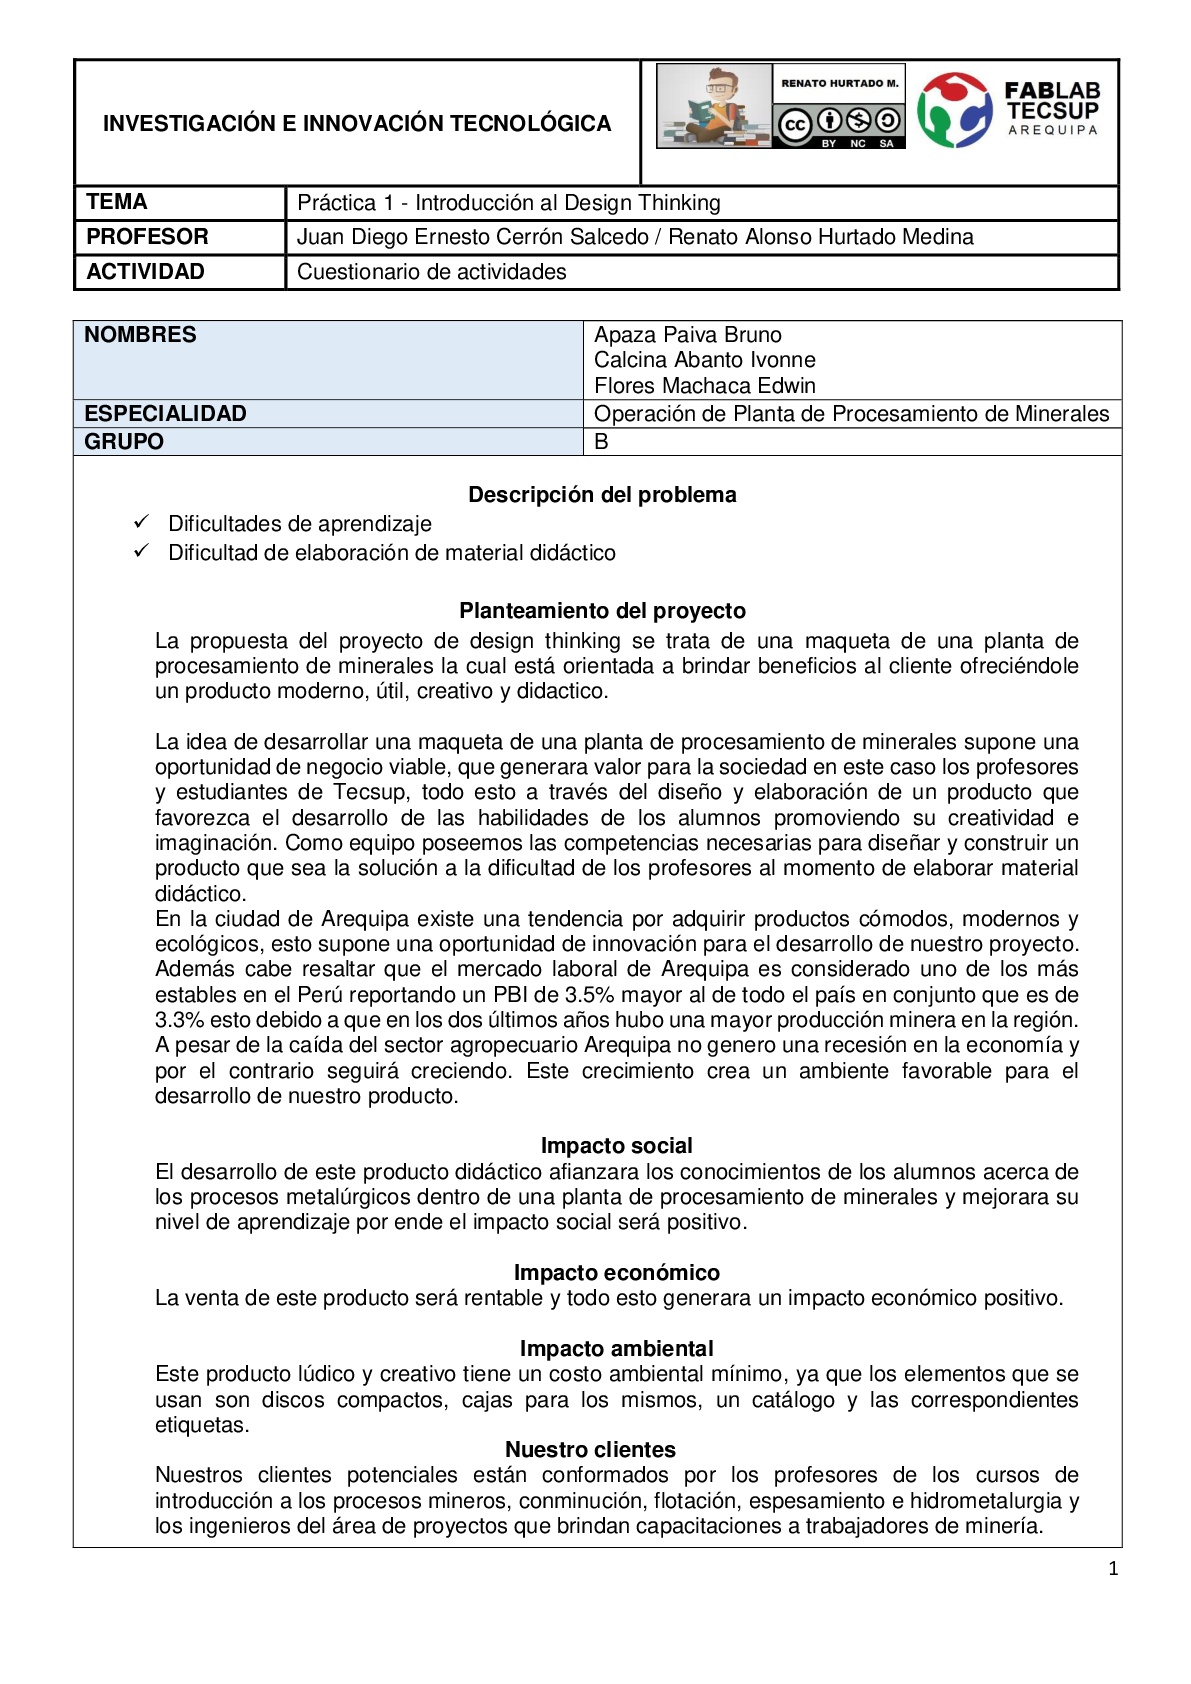 INVESTIGACIÓN E INNOVACIÓN TECNOLÓGICA
RENATO HURTADO M.
CC
BY NC SA
FABLAB
TECSUP
AREQUIPA
TEMA Práctica 1 - Introducción al Design Thinking
PROFESOR Juan Diego Ernesto Cerrón Salcedo / Renato Alonso Hurtado Medina
ACTIVIDAD Cuestionario de actividades
NOMBRES Apaza Paiva Bruno
Calcina Abanto Ivonne
Flores Machaca Edwin
ESPECIALIDAD Operación de Planta de Procesamiento de Minerales
GRUPO B
Descripción del problema
✓ Dificultades de aprendizaje
✓ Dificultad de elaboración de material didáctico
Planteamiento del proyecto
La propuesta del proyecto de design thinking se trata de una maqueta de una planta de
procesamiento de minerales la cual está orientada a brindar beneficios al cliente ofreciéndole
un producto moderno, útil, creativo y didactico.
La idea de desarrollar una maqueta de una planta de procesamiento de minerales supone una
oportunidad de negocio viable, que generara valor para la sociedad en este caso los profesores
y estudiantes de Tecsup, todo esto a través del diseño y elaboración de un producto que
favorezca el desarrollo de las habilidades de los alumnos promoviendo su creatividad e
imaginación. Como equipo poseemos las competencias necesarias para diseñar y construir un
producto que sea la solución a la dificultad de los profesores al momento de elaborar material
didáctico.
En la ciudad de Arequipa existe una tendencia por adquirir productos cómodos, modernos y
ecológicos, esto supone una oportunidad de innovación para el desarrollo de nuestro proyecto.
Además cabe resaltar que el mercado laboral de Arequipa es considerado uno de los más
estables en el Perú reportando un PBI de 3.5% mayor al de todo el país en conjunto que es de
3.3% esto debido a que en los dos últimos años hubo una mayor producción minera en la región.
A pesar de la caída del sector agropecuario Arequipa no genero una recesión en la economía y
por el contrario seguirá creciendo. Este crecimiento crea un ambiente favorable para el
desarrollo de nuestro producto.
Impacto social
El desarrollo de este producto didáctico afianzara los conocimientos de los alumnos acerca de
los procesos metalúrgicos dentro de una planta de procesamiento de minerales y mejorara su
nivel de aprendizaje por ende el impacto social será positivo.
Impacto económico
La venta de este producto será rentable y todo esto generara un impacto económico positivo.
Impacto ambiental
Este producto lúdico y creativo tiene un costo ambiental mínimo, ya que los elementos que se
usan son discos compactos, cajas para los mismos, un catálogo y las correspondientes
etiquetas.
Nuestro clientes
Nuestros clientes potenciales están conformados por los profesores de los cursos de
introducción a los procesos mineros, conminución, flotación, espesamiento e hidrometalurgia y
los ingenieros del área de proyectos que brindan capacitaciones a trabajadores de minería.
1